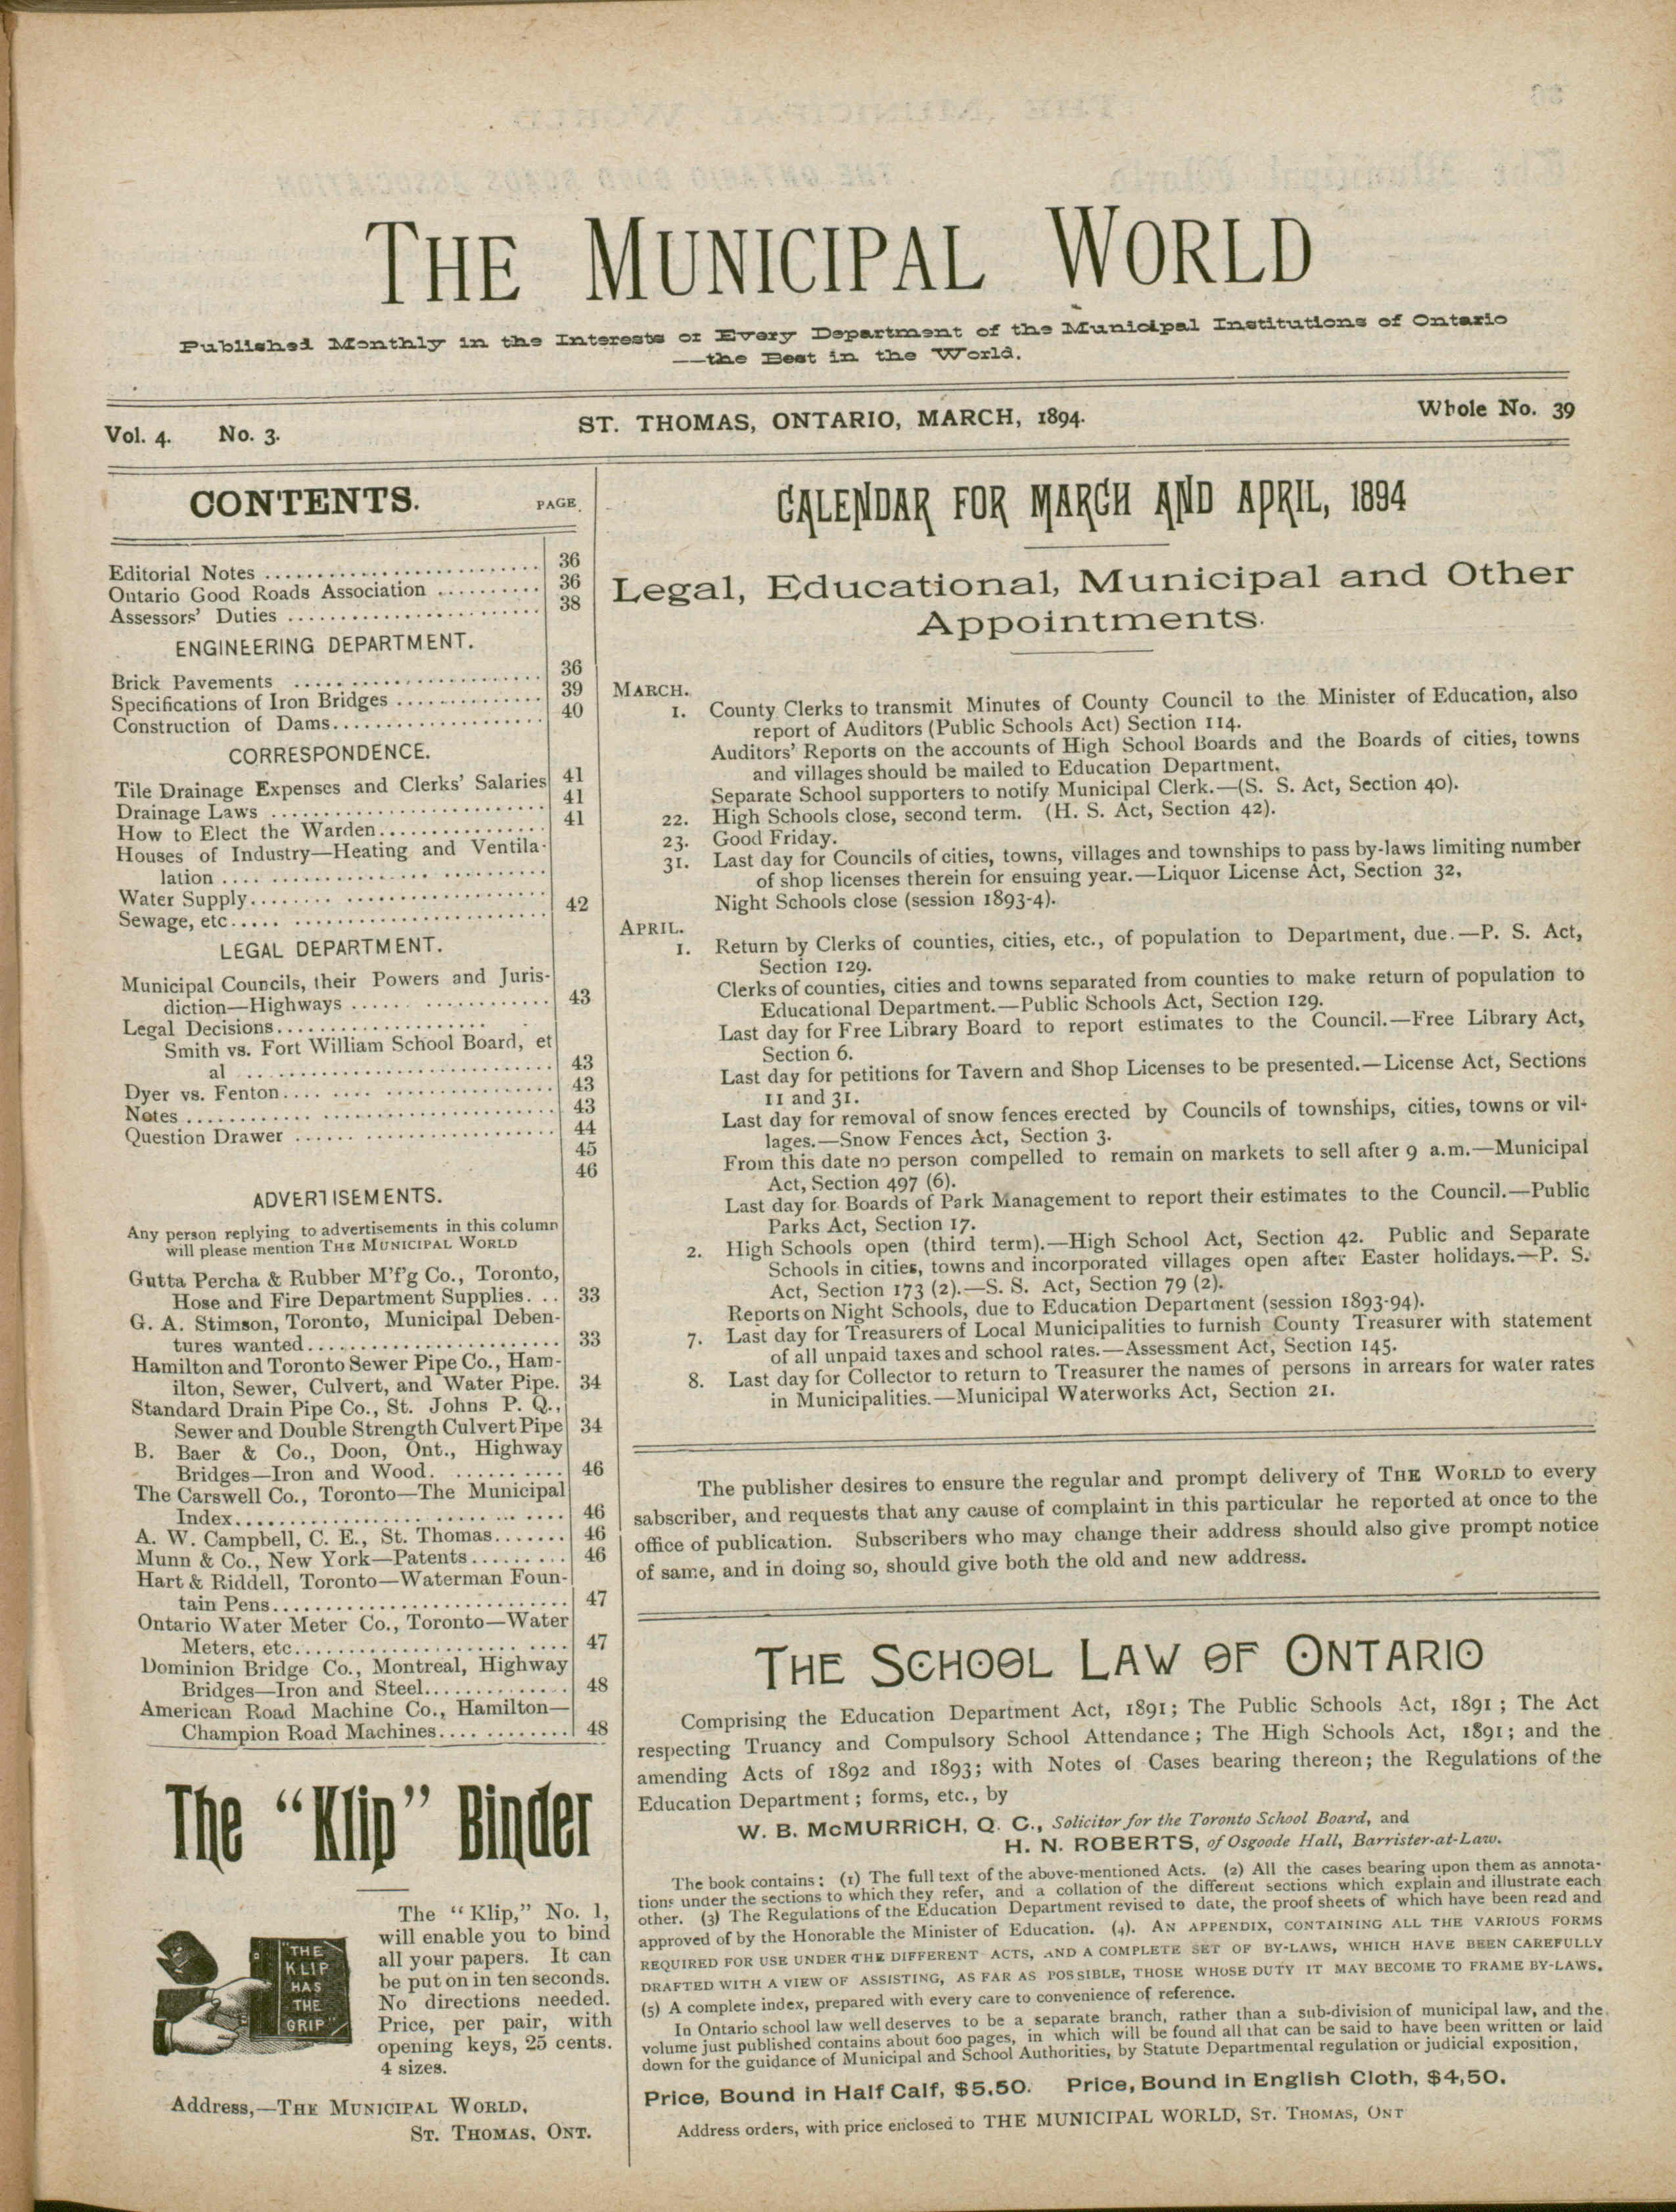 THE MUNICIPAL WORLD
Published Monthly in the Interests of Every Department of the Municipal Institutions of Ontario
—the Best in the World.
Vol. 4. No. 3.
ST. THOMAS, ONTARIO, MARCH, 1894.
Whole No. 39
CONTENTS.
PAGE.
Editorial Notes .......................... 36
Ontario Good Roads Association .......... 36
Assessors' Duties ........................ 38
ENGINEERING DEPARTMENT.
Brick Pavements ........................ 36
Specifications of Iron Bridges .............. 39
Construction of Dams.................... 40
CORRESPONDENCE.
Tile Drainage Expenses and Clerks' Salaries 41
Drainage Laws .......................... 41
How to Elect the Warden................ 41
Houses of Industry—Heating and Ventila-
lation .... .............. ..........
Water Supply........ ...................
Sewage, etc..... ........................ 42
LEGAL DEPARTMENT.
Municipal Councils, their Powers and Juris-
diction—Highways ...... ............ 43
Legal Decisions....................
Smith vs. Fort William School Board, et
al .. .......................... 43
Dyer vs. Fenton.... .... .............. 43
Notes ............ ...................... 43
Question Drawer ...... .................. 44
45
46
ADVERTISEMENTS.
Any person replying to advertisements in this column
will please mention THE MUNICIPAL WORLD
Gutta Percha & Rubber M'f'g Co., Toronto,
Hose and Fire Department Supplies. .. 33
G. A. Stimson, Toronto, Municipal Deben-
tures wanted........................ 33
Hamilton and Toronto Sewer Pipe Co., Ham-
ilton, Sewer, Culvert, and Water Pipe. 34
Standard Drain Pipe Co., St. Johns P. Q.,
Sewer and Double Strength Culvert Pipe 34
B. Baer & Co., Doon, Ont., Highway
Bridges—Iron and Wood. .......... 46
The Carswell Co., Toronto—The Municipal
Index.................. ..... ... .... 46
A. W. Campbell, C. E., St. Thomas....... 46
Munn & Co., New York—Patents......... 46
Hart & Riddell, Toronto—Waterman Foun-
tain Pens........................... 47
Ontario Water Meter Co., Toronto—Water
Meters, etc.................... .... 47
Dominion Bridge Co., Montreal, Highway
Bridges—Iron and Steel............. 48
American Road Machine Co., Hamilton—
Champion Road Machines.... ......... 48
The "Klip" Binder
"THE
KLIP
HAS
THE
GRIP"
The "Klip," No. 1,
will enable you to bind
all your papers. It can
be put on in ten seconds.
No directions needed.
Price, per pair, with
opening keys, 25 cents.
4 sizes.
Address,—THE MUNICIPAL WORLD,
ST. THOMAS, ONT.
CALENDAR FOR MARCH AND APRIL, 1894
Legal, Educational, Municipal and Other
Appointments.
MARCH.
1. County Clerks to transmit Minutes of County Council to the Minister of Education, also
report of Auditors (Public Schools Act) Section 114.
Auditors' Reports on the accounts of High School Boards and the Boards of cities, towns
and villages should be mailed to Education Department.
Separate School supporters to notify Municipal Clerk.—(S. S. Act, Section 40).
22. High Schools close, second term. (H. S. Act, Section 42).
23. Good Friday.
31. Last day for Councils of cities, towns, villages and townships to pass by-laws limiting number
of shop licenses therein for ensuing year.—Liquor License Act, Section 32,
Night Schools close (session 1893-4).
APRIL.
1. Return by Clerks of counties, cities, etc., of population to Department, due.—P. S. Act,
Section 129.
Clerks of counties, cities and towns separated from counties to make return of population to
Educational Department.—Public Schools Act, Section 129.
Last day for Free Library Board to report estimates to the Council.—Free Library Act,
Section 6.
Last day for petitions for Tavern and Shop Licenses to be presented.—License Act, Sections
11 and 31.
Last day for removal of snow fences erected by Councils of townships, cities, towns or vil-
lages.—Snow Fences Act, Section 3.
From this date no person compelled to remain on markets to sell after 9 a.m.—Municipal
Act, Section 497 (6).
Last day for Boards of Park Management to report their estimates to the Council.—Public
Parks Act, Section 17.
2. High Schools open (third term).—High School Act, Section 42. Public and Separate
Schools in cities, towns and incorporated villages open after Easter holidays.—P. S.
Act, Section 173 (2).—S. S. Act, Section 79 (2).
Reports on Night Schools, due to Education Department (session 1893-94).
7. Last day for Treasurers of Local Municipalities to furnish County Treasurer with statement
of all unpaid taxes and school rates.—Assessment Act, Section 145.
8. Last day for Collector to return to Treasurer the names of persons in arrears for water rates
in Municipalities.—Municipal Waterworks Act, Section 21.
The publisher desires to ensure the regular and prompt delivery of THE WORLD to every
sabscriber, and requests that any cause of complaint in this particular he reported at once to the
office of publication. Subscribers who may change their address should also give prompt notice
of same, and in doing so, should give both the old and new address.
THE SCHOOL LAW OF ONTARIO
Comprising the Education Department Act, 1891; The Public Schools Act, 1891; The Act
respecting Truancy and Compulsory School Attendance; The High Schools Act, 1891; and the
amending Acts of 1892 and 1893; with Notes of Cases bearing thereon; the Regulations of the
Education Department; forms, etc., by
W. B. McMURRICH, Q. C., Solicitor for the Toronto School Board, and
H. N. ROBERTS, of Osgoode Hall, Barrister-at-Law.
The book contains: (1) The full text of the above-mentioned Acts. (2) All the cases bearing upon them as annota-
tions under the sections to which they refer, and a collation of the different sections which explain and illustrate each
other. (3) The Regulations of the Education Department revised to date, the proof sheets of which have been read and
approved of by the Honorable the Minister of Education. (4). AN APPENDIX, CONTAINING ALL THE VARIOUS FORMS
REQUIRED FOR USE UNDER THE DIFFERENT ACTS, AND A COMPLETE SET OF BY-LAWS, WHICH HAVE BEEN CAREFULLY
DRAFTED WITH A VIEW OF ASSISTING, AS FAR AS POSSIBLE, THOSE WHOSE DUTY IT MAY BECOME TO FRAME BY-LAWS.
(5) A complete index, prepared with every care to convenience of reference.
In Ontario school law well deserves to be a separate branch, rather than a sub-division of municipal law, and the
volume just published contains about 600 pages, in which will be found all that can be said to have been written or laid
down for the guidance of Municipal and School Authorities, by Statute Departmental regulation or judicial exposition,
Price, Bound in Half Calf, $5.50. Price, Bound in English Cloth, $4,50.
Address orders, with price enclosed to THE MUNICIPAL WORLD, ST. THOMAS, ONT